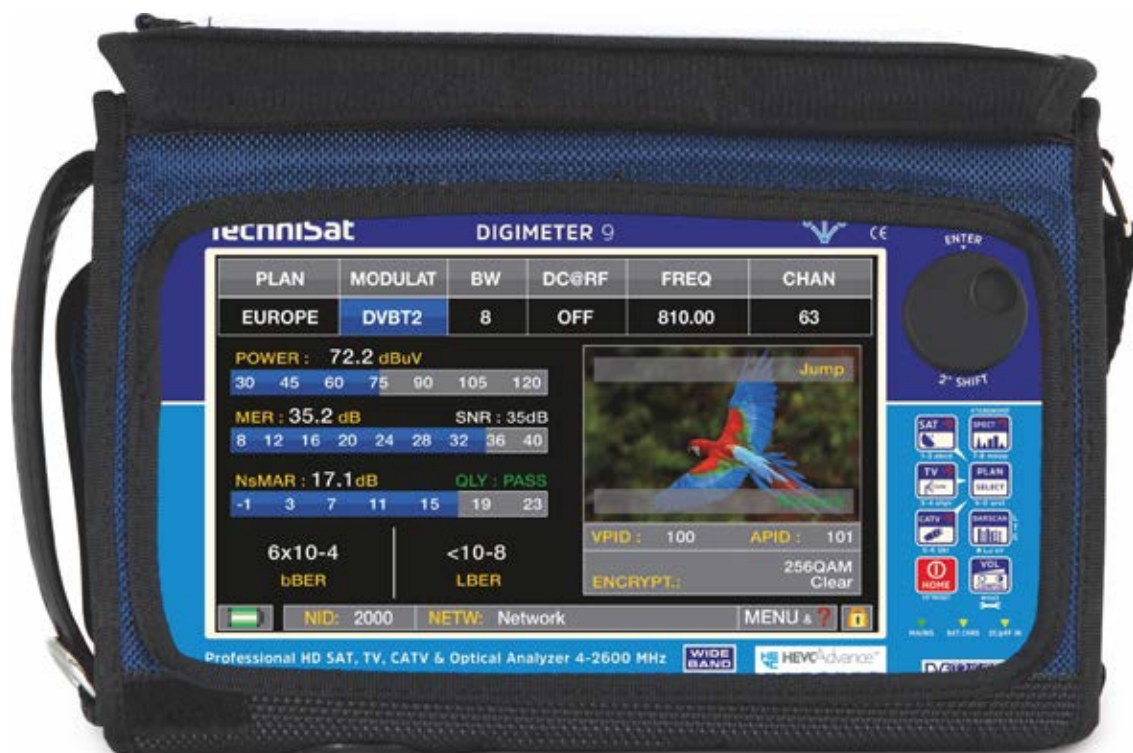 TechniSat DIGIMETER 9 CE
ENTER
PLAN MODULAT BW DC@RF FREQ CHAN
EUROPE DVBT2 8 OFF 810.00 63
POWER : 72.2 dBuV
30 45 60 75 90 105 120
MER : 35.2 dB SNR : 35dB
8 12 16 20 24 28 32 36 40
NsMAR : 17.1dB QLY : PASS
-1 3 7 11 15 19 23
6x10-4 <10-8
bBER LBER
Jump
VPID : 100 APID : 101
256QAM
ENCRYPT.: Clear
NID: 2000 NETW: Network MENU & ?
2° SHIFT
SAT SPECT
TV PLAN
SELECT
CATV BARSCAN
HOME VOL
MAINS BAT.CHRG
Professional HD SAT, TV, CATV & Optical Analyzer 4-2600 MHz WIDE BAND HEVC Advance